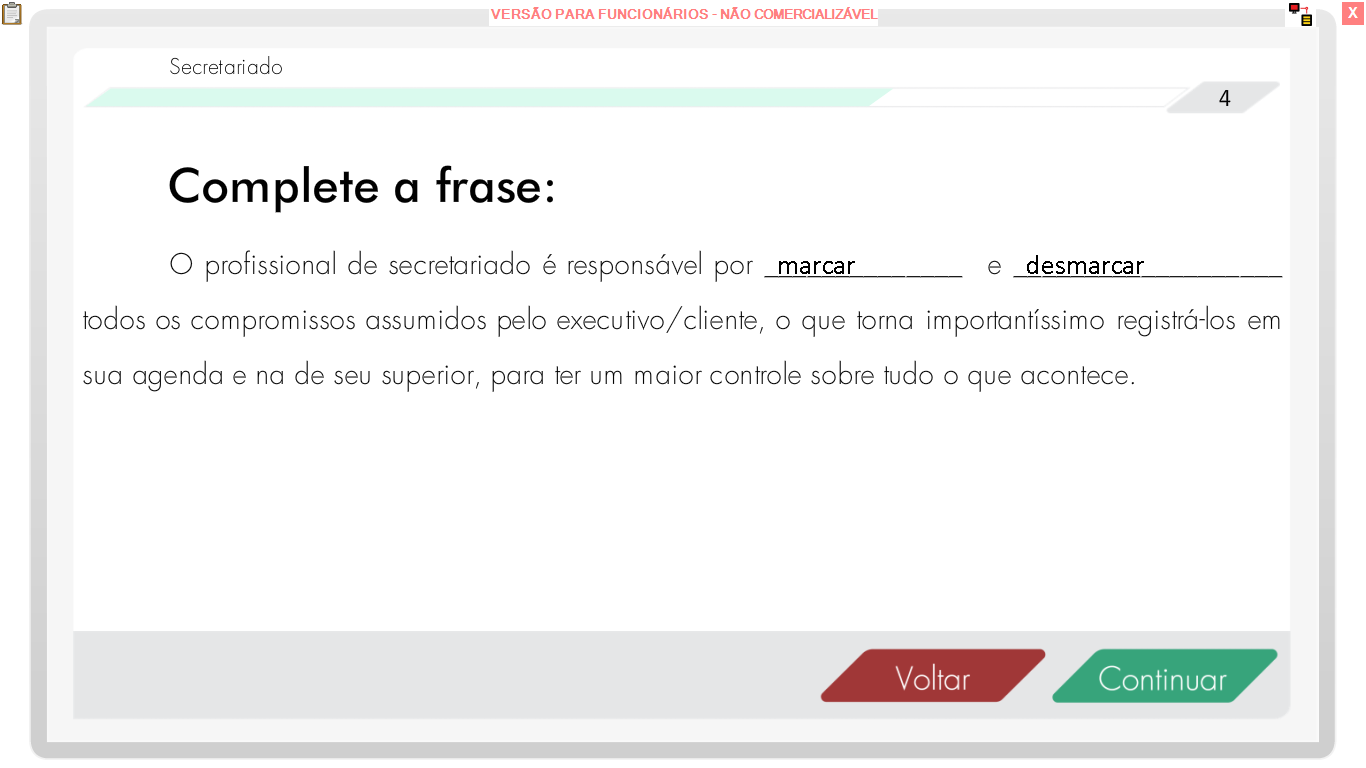 VERSÃO PARA FUNCIONÁRIOS - NÃO COMERCIALIZÁVEL
X
Secretariado
4
Complete a frase:
O profissional de secretariado é responsável por _marcar________ e _desmarcar__________
todos os compromissos assumidos pelo executivo/cliente, o que torna importantíssimo registrá-los em
sua agenda e na de seu superior, para ter um maior controle sobre tudo o que acontece.
Voltar
Continuar